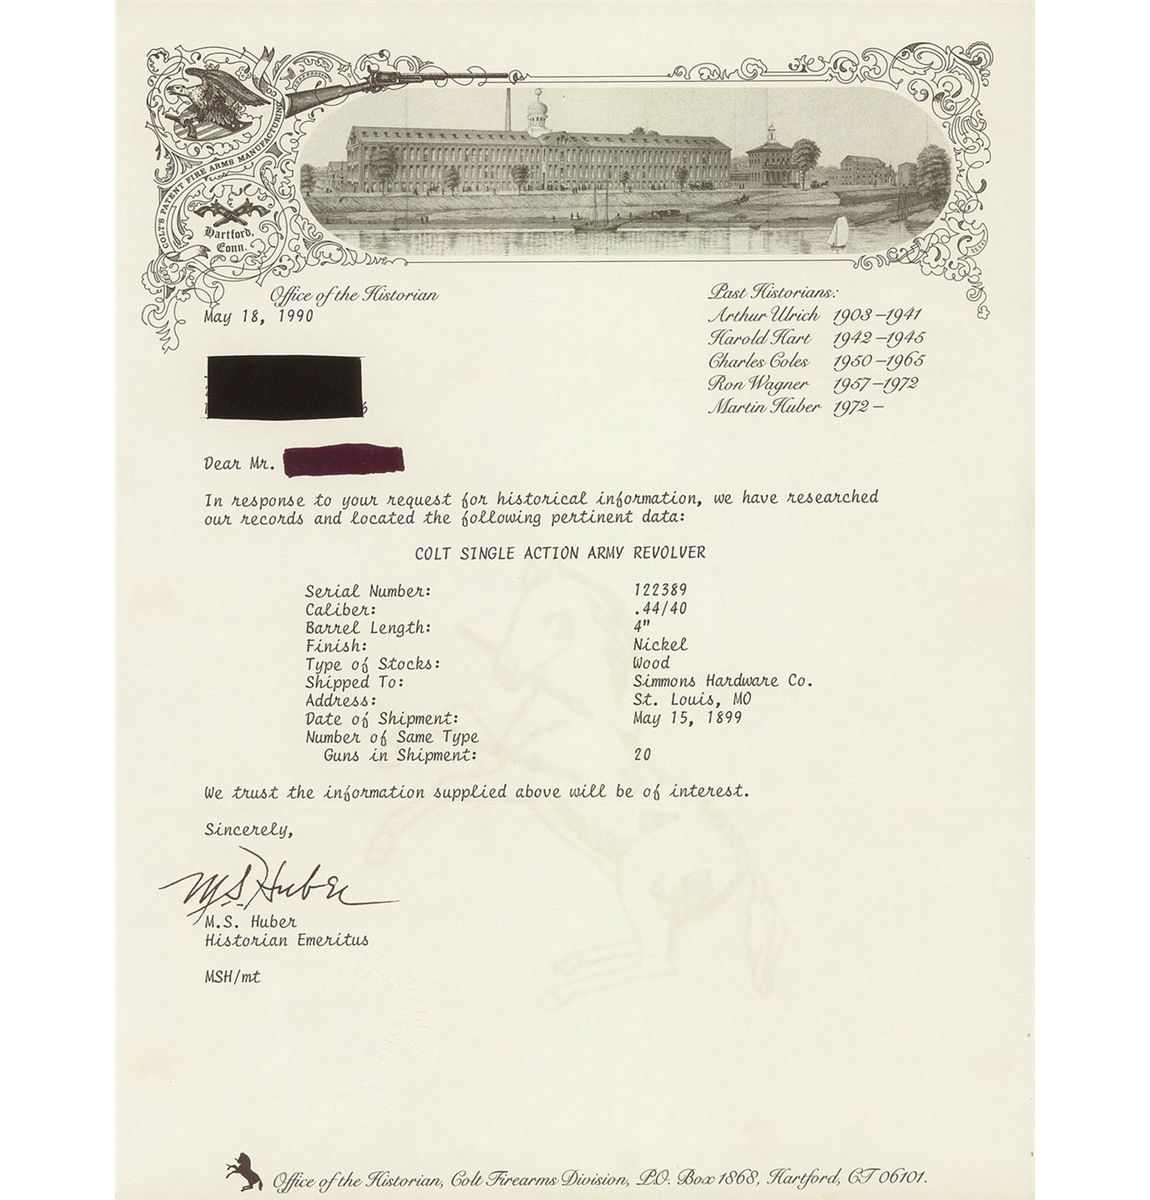 COLT'S PATENT FIRE ARMS MANUFACTURING CO.
Hartford,
Conn.
Office of the Historian
May 18, 1990
Past Historians:
Arthur Ulrich 1903–1941
Harold Hart 1942–1945
Charles Coles 1950–1965
Ron Wagner 1957–1972
Martin Huber 1972–
Dear Mr.
In response to your request for historical information, we have researched
our records and located the following pertinent data:
COLT SINGLE ACTION ARMY REVOLVER
Serial Number: 122389
Caliber: .44/40
Barrel Length: 4"
Finish: Nickel
Type of Stocks: Wood
Shipped To: Simmons Hardware Co.
Address: St. Louis, MO
Date of Shipment: May 15, 1899
Number of Same Type
Guns in Shipment: 20
We trust the information supplied above will be of interest.
Sincerely,
M.S. Huber
M.S. Huber
Historian Emeritus
MSH/mt
Office of the Historian, Colt Firearms Division, P.O. Box 1868, Hartford, CT 06101.